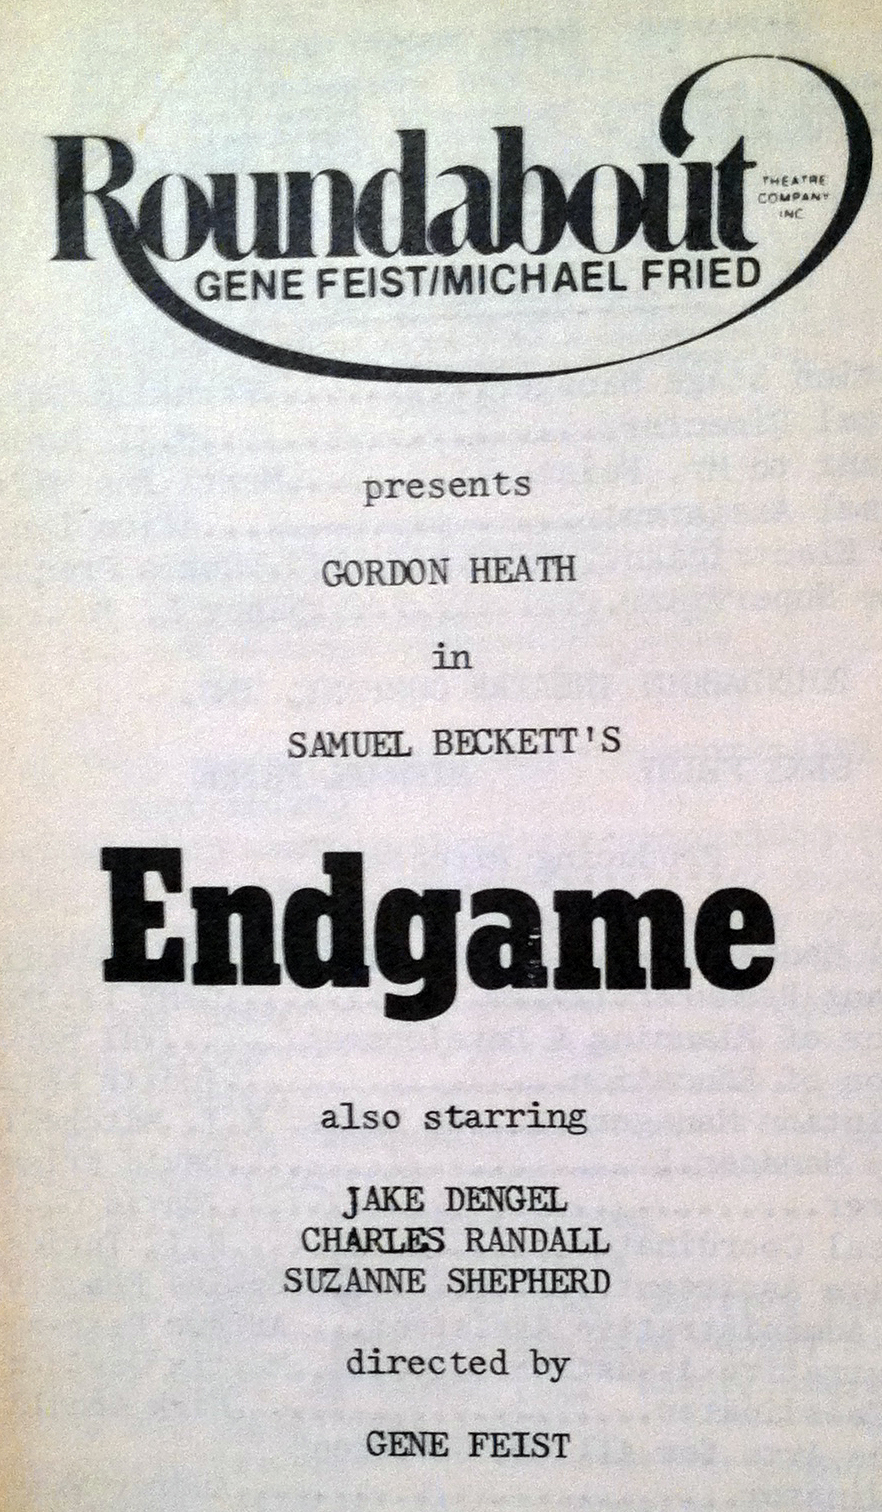 Roundabout
THEATRE
COMPANY
INC
GENE FEIST/MICHAEL FRIED
presents
GORDON HEATH
in
SAMUEL BECKETT'S
Endgame
also starring
JAKE DENGEL
CHARLES RANDALL
SUZANNE SHEPHERD
directed by
GENE FEIST